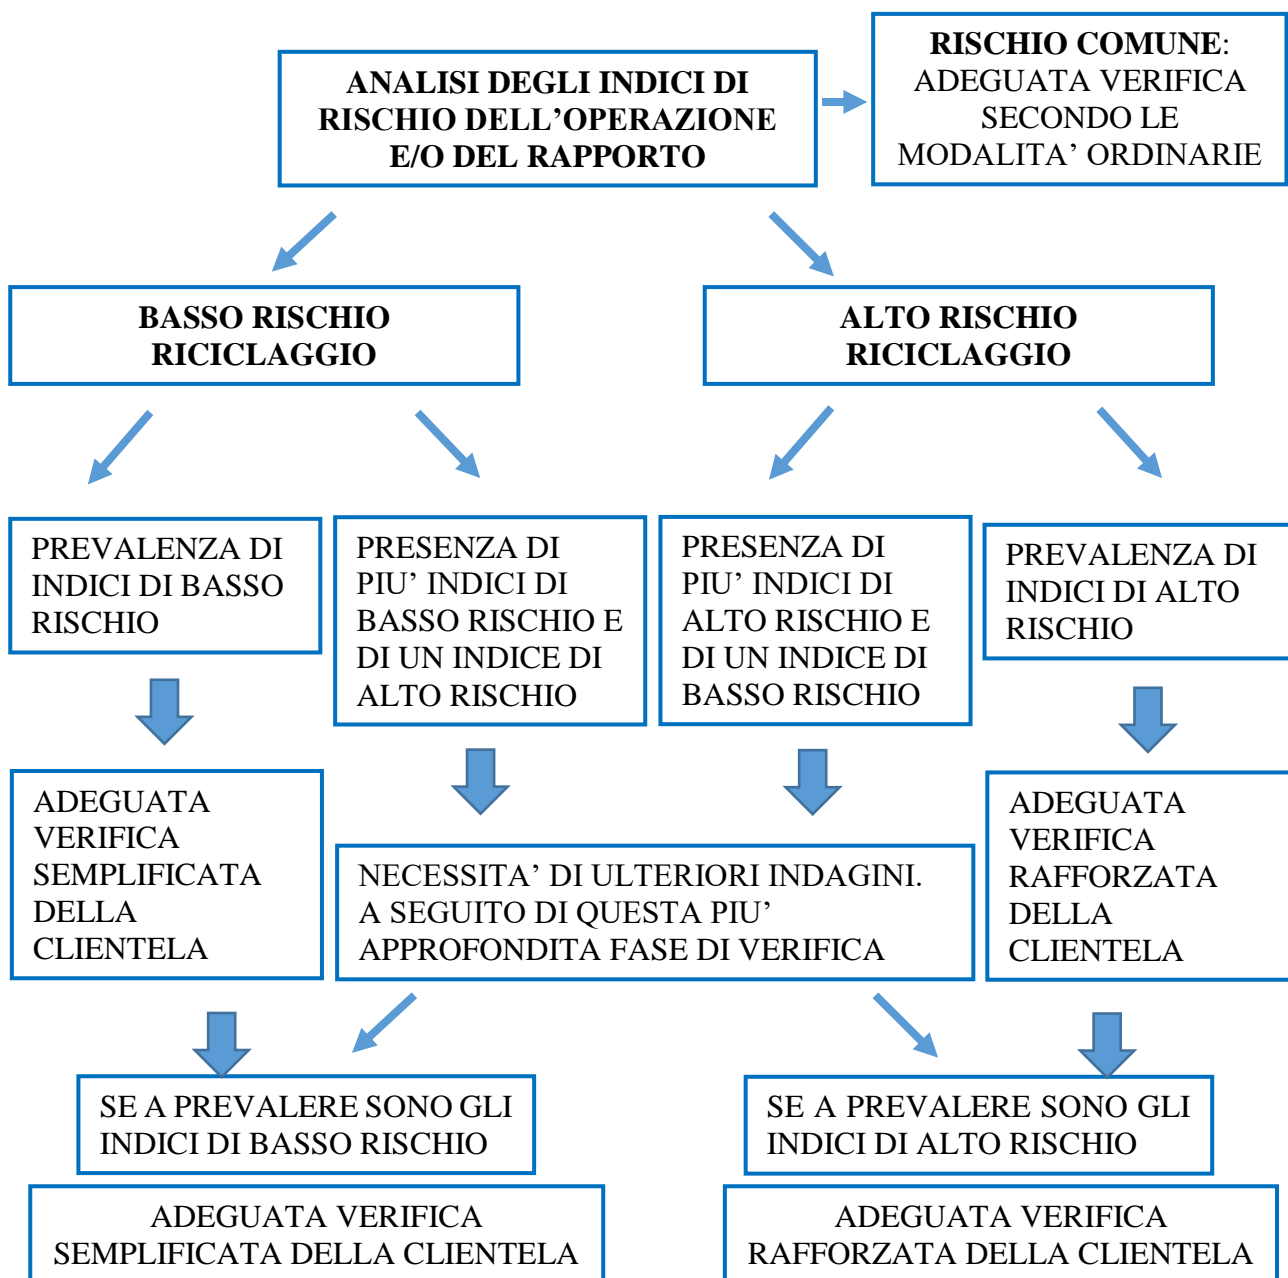 ANALISI DEGLI INDICI DI
RISCHIO DELL’OPERAZIONE
E/O DEL RAPPORTO
RISCHIO COMUNE:
ADEGUATA VERIFICA
SECONDO LE
MODALITA’ ORDINARIE
BASSO RISCHIO
RICICLAGGIO
ALTO RISCHIO
RICICLAGGIO
PREVALENZA DI
INDICI DI BASSO
RISCHIO
PRESENZA DI
PIU’ INDICI DI
BASSO RISCHIO E
DI UN INDICE DI
ALTO RISCHIO
PRESENZA DI
PIU’ INDICI DI
ALTO RISCHIO E
DI UN INDICE DI
BASSO RISCHIO
PREVALENZA DI
INDICI DI ALTO
RISCHIO
ADEGUATA
VERIFICA
SEMPLIFICATA
DELLA
CLIENTELA
NECESSITA’ DI ULTERIORI INDAGINI.
A SEGUITO DI QUESTA PIU’
APPROFONDITA FASE DI VERIFICA
ADEGUATA
VERIFICA
RAFFORZATA
DELLA
CLIENTELA
SE A PREVALERE SONO GLI
INDICI DI BASSO RISCHIO
SE A PREVALERE SONO GLI
INDICI DI ALTO RISCHIO
ADEGUATA VERIFICA
SEMPLIFICATA DELLA CLIENTELA
ADEGUATA VERIFICA
RAFFORZATA DELLA CLIENTELA